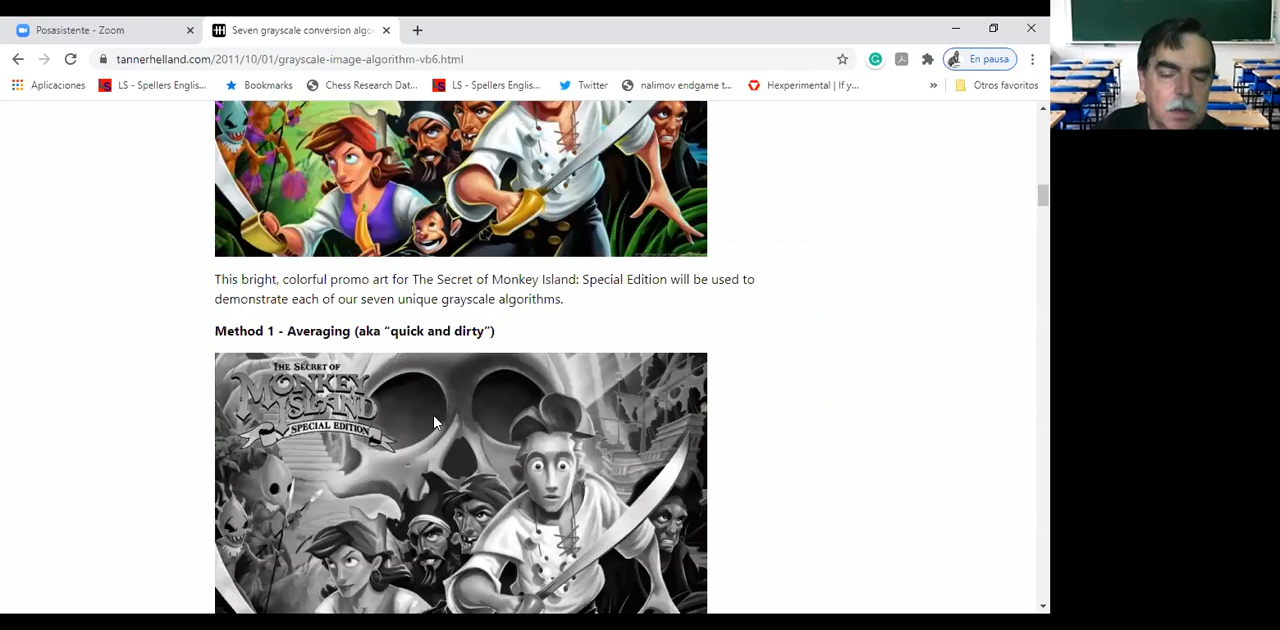 Posasistente - Zoom
Seven grayscale conversion algo
tannerhelland.com/2011/10/01/grayscale-image-algorithm-vb6.html
En pausa
Aplicaciones
LS - Spellers Englis...
Bookmarks
Chess Research Dat...
LS - Spellers Englis...
Twitter
nalimov endgame t...
Hexperimental | If y...
»
Otros favoritos
This bright, colorful promo art for The Secret of Monkey Island: Special Edition will be used to
demonstrate each of our seven unique grayscale algorithms.
Method 1 - Averaging (aka “quick and dirty”)
THE SECRET OF
MONKEY
ISLAND
SPECIAL EDITION